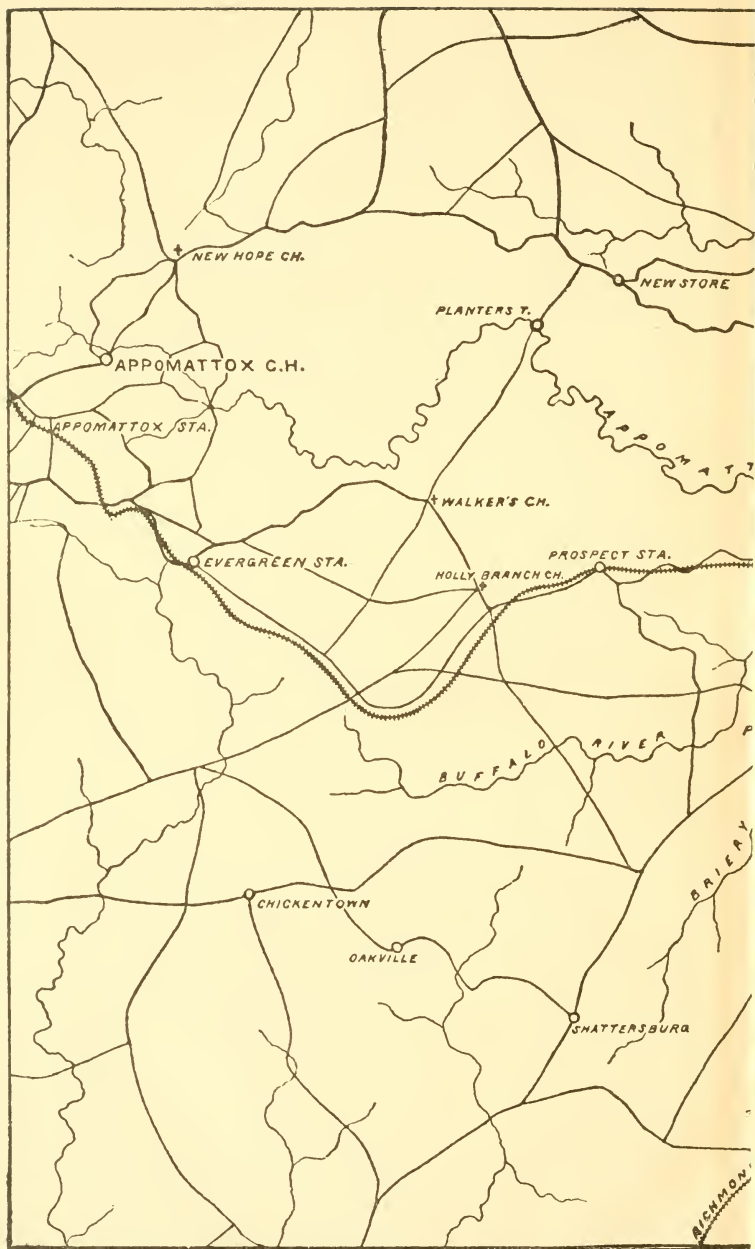 NEW HOPE CH.
NEW STORE
PLANTERS T.
APPOMATTOX C.H.
APPOMATTOX STA.
APPOMATT
WALKER'S CH.
PROSPECT STA.
EVERGREEN STA.
HOLLY BRANCH CH.
BUFFALO RIVER
P
BRIERY
CHICKENTOWN
OAKVILLE
SHATTERSBURG
RICHMON